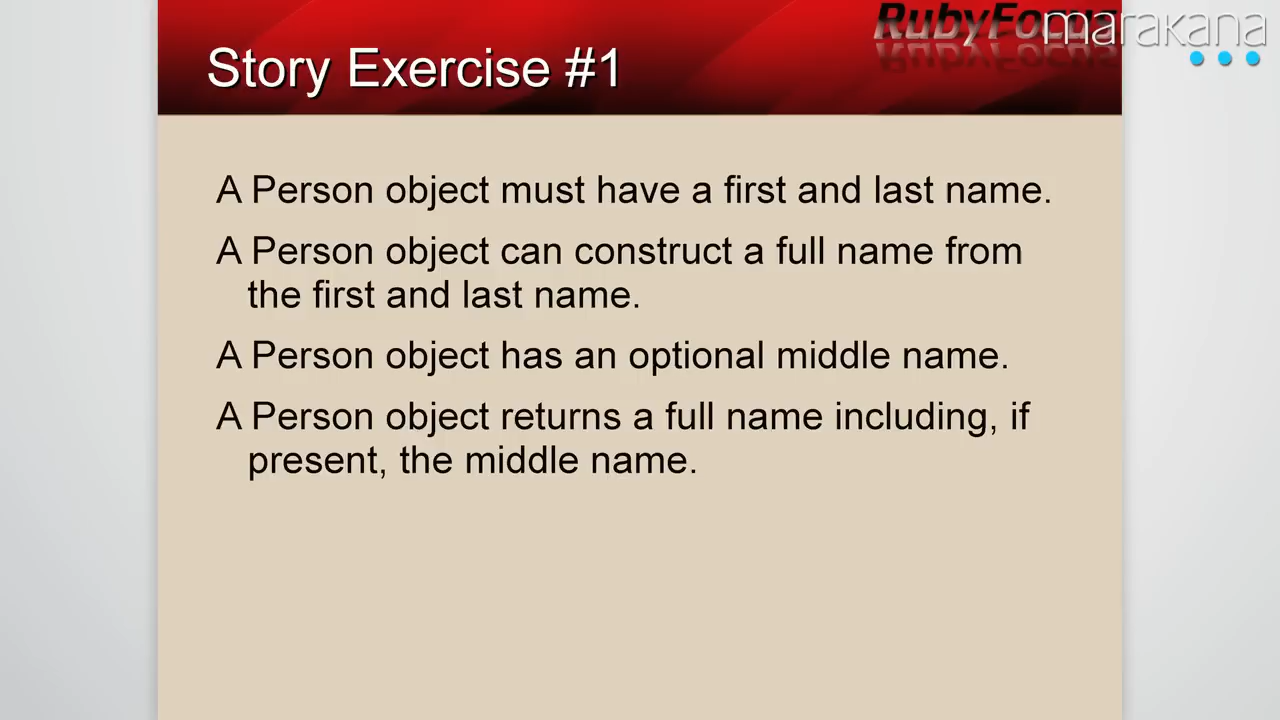 RubyFocus
marakana
Story Exercise #1
A Person object must have a first and last name.
A Person object can construct a full name from
the first and last name.
A Person object has an optional middle name.
A Person object returns a full name including, if
present, the middle name.